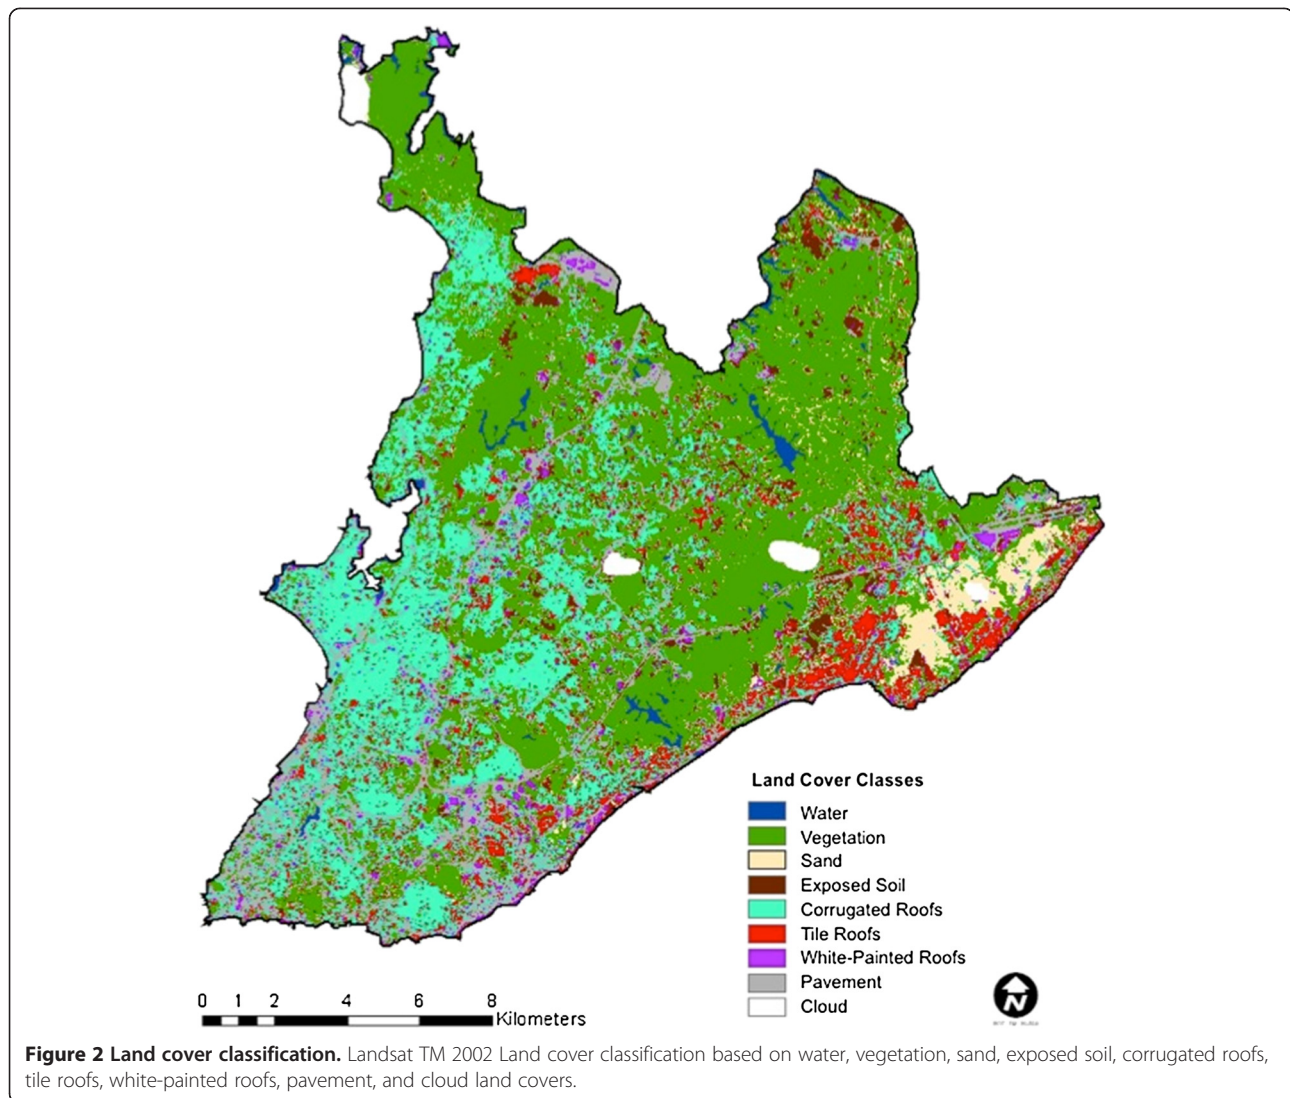 Land Cover Classes
Water
Vegetation
Sand
Exposed Soil
Corrugated Roofs
Tile Roofs
White-Painted Roofs
Pavement
Cloud
N
0 1 2 4 6 8
Kilometers
Figure 2 Land cover classification. Landsat TM 2002 Land cover classification based on water, vegetation, sand, exposed soil, corrugated roofs,
tile roofs, white-painted roofs, pavement, and cloud land covers.